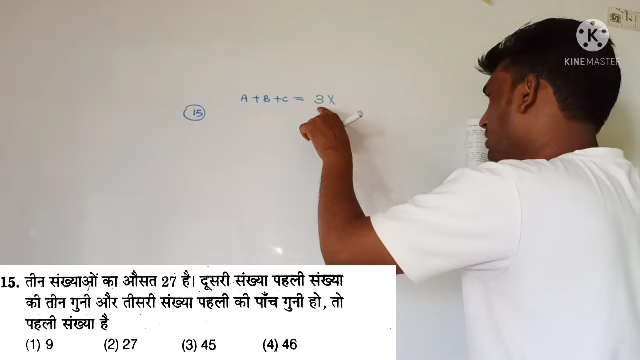 KINEMASTER
A + B + C = 3X
15
15. तीन संख्याओं का औसत 27 है। दूसरी संख्या पहली संख्या
की तीन गुनी और तीसरी संख्या पहली की पाँच गुनी हो, तो
पहली संख्या है
(1) 9 (2) 27 (3) 45 (4) 46